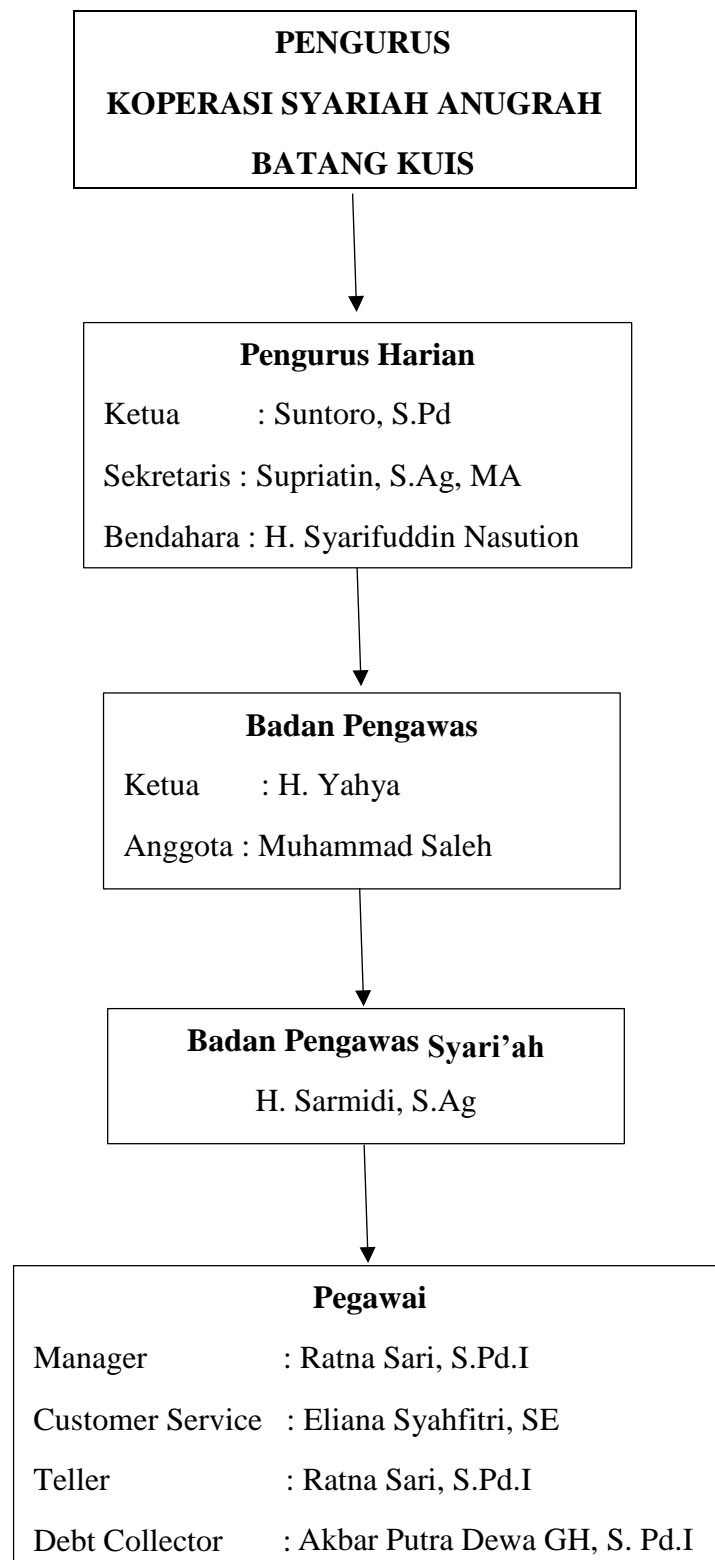 PENGURUS
KOPERASI SYARIAH ANUGRAH
BATANG KUIS
Pengurus Harian
Ketua : Suntoro, S.Pd
Sekretaris : Supriatin, S.Ag, MA
Bendahara : H. Syarifuddin Nasution
Badan Pengawas
Ketua : H. Yahya
Anggota : Muhammad Saleh
Badan Pengawas Syari’ah
H. Sarmidi, S.Ag
Pegawai
Manager : Ratna Sari, S.Pd.I
Customer Service : Eliana Syahfitri, SE
Teller : Ratna Sari, S.Pd.I
Debt Collector : Akbar Putra Dewa GH, S. Pd.I